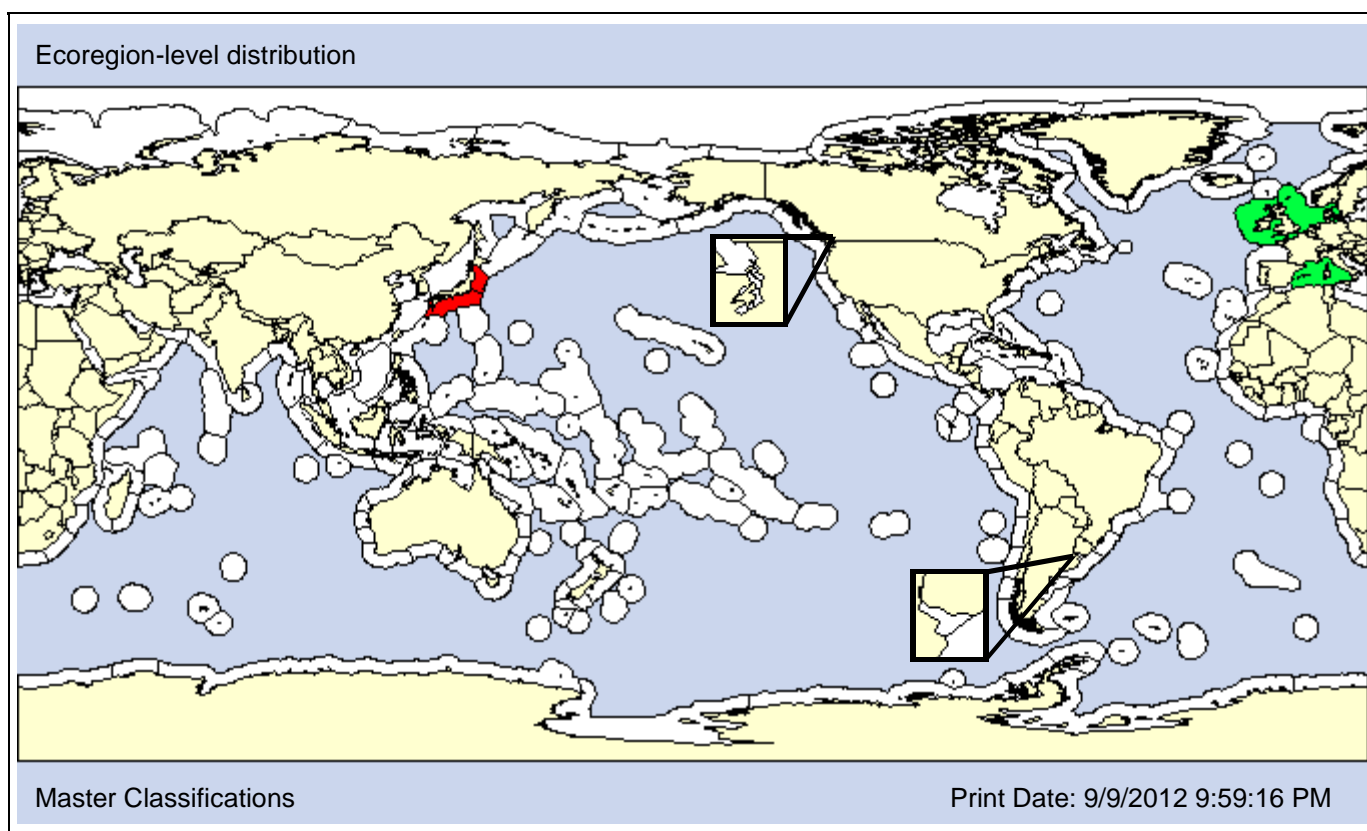 Ecoregion-level distribution
Master Classifications
Print Date: 9/9/2012 9:59:16 PM